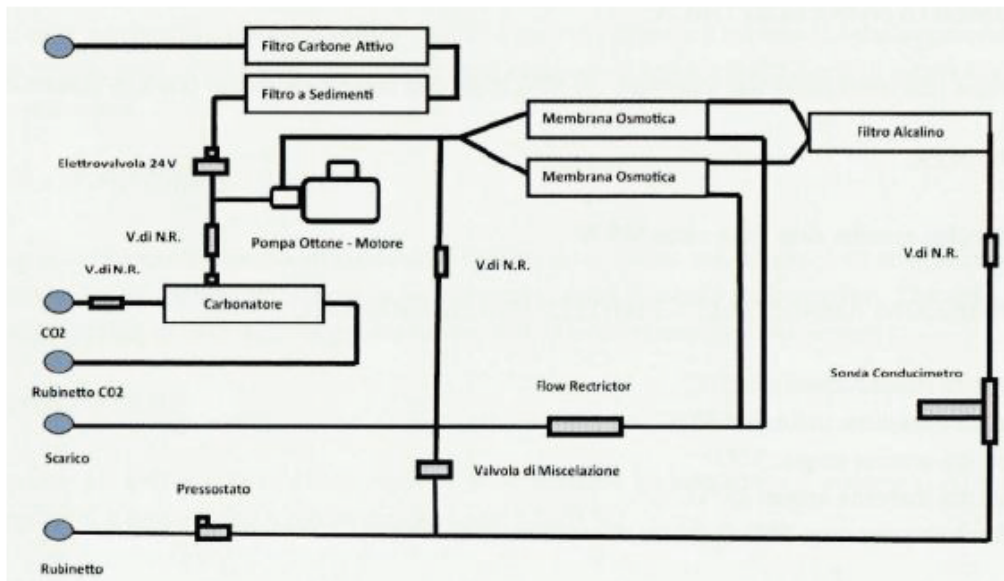 Filtro Carbone Attivo
Filtro a Sedimenti
Membrana Osmotica
Filtro Alcalino
Elettrovalvola 24 V
Membrana Osmotica
V.di N.R.
Pompa Ottone - Motore
V.di N.R.
V.di N.R.
V.di N.R.
Carbonatore
CO2
Rubinetto CO2
Flow Rectrictor
Sonda Conducimetro
Scarico
Valvola di Miscelazione
Pressostato
Rubinetto